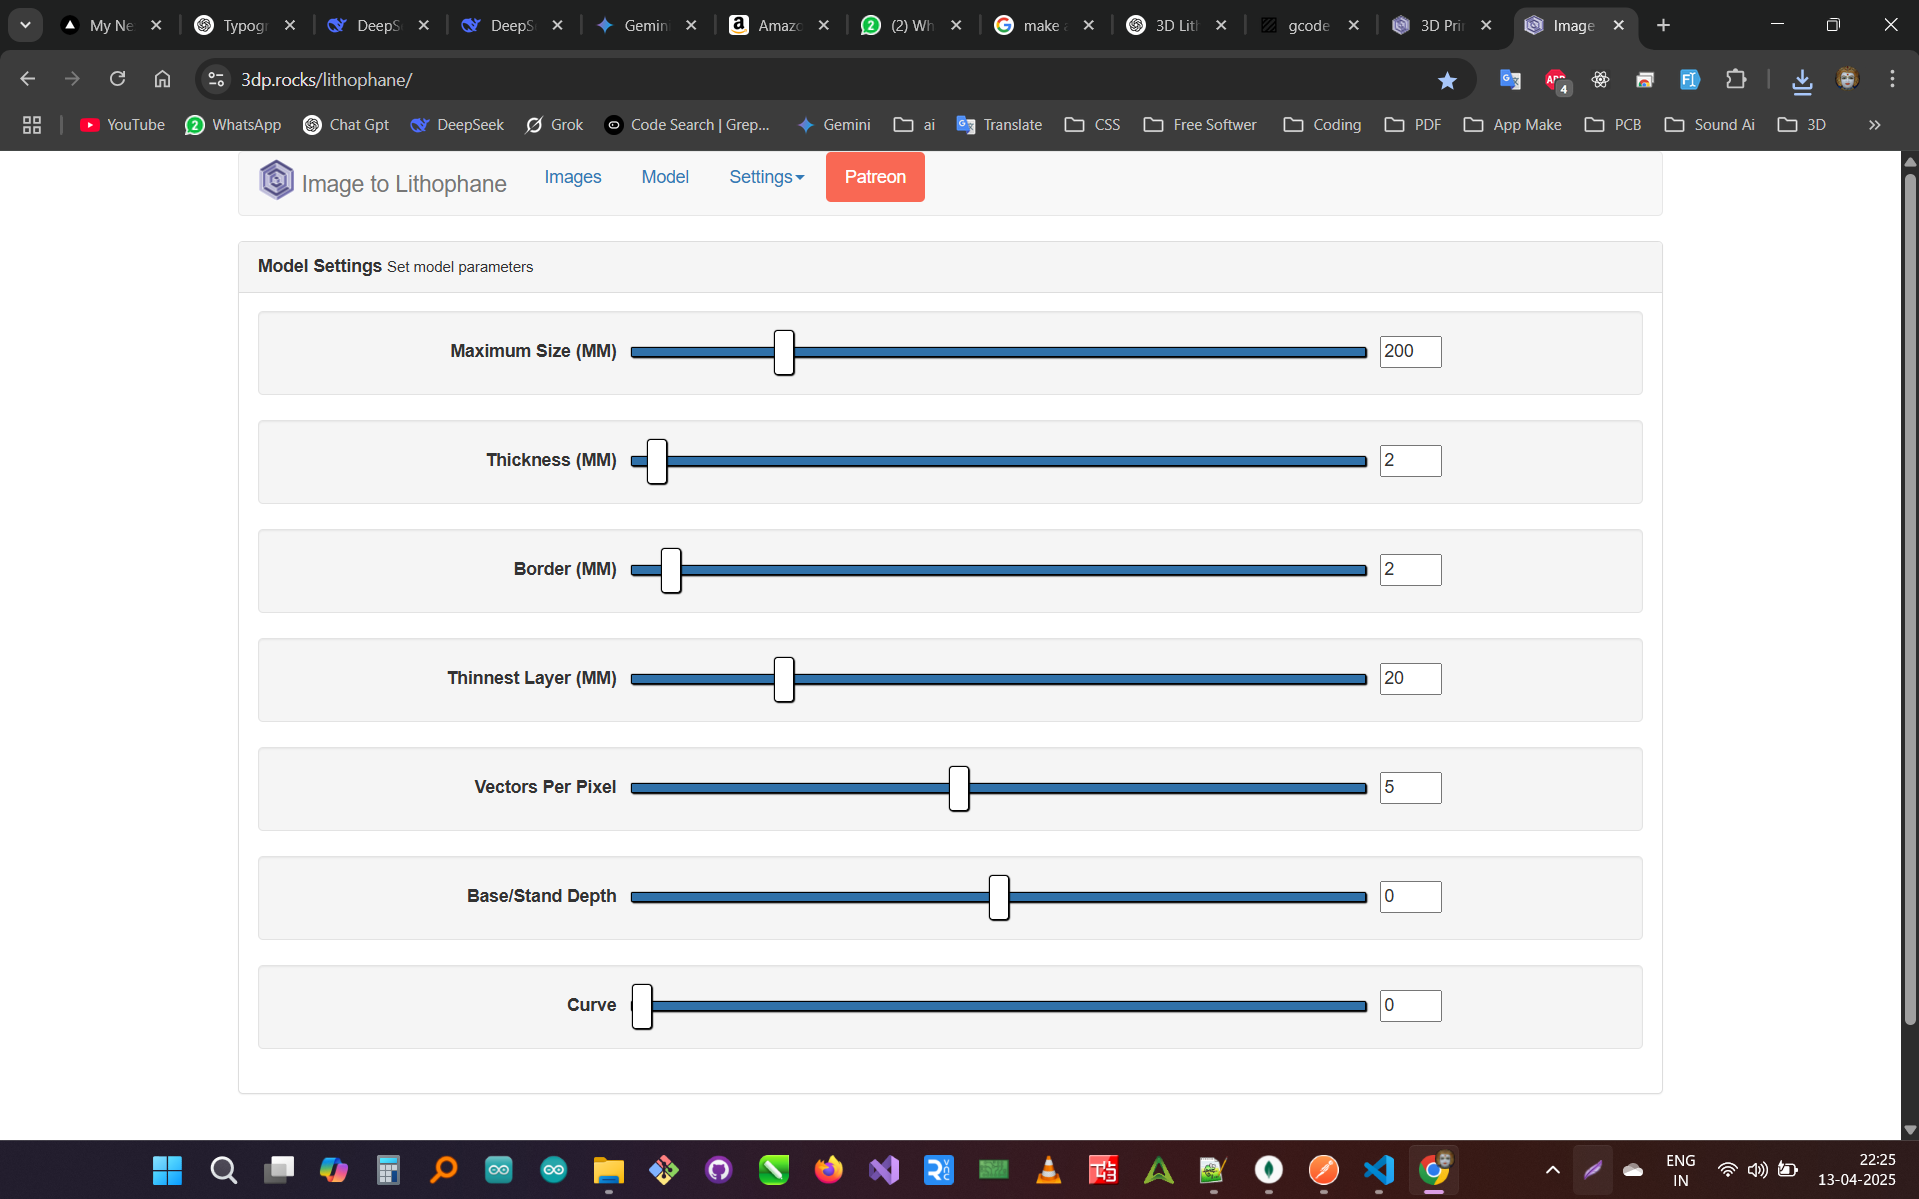 My Ne
Typogr
DeepS
DeepS
Gemin
Amazo
(2) Wh
make a
3D Lith
gcode
3D Prin
Image
3dp.rocks/lithophane/
4
YouTube
WhatsApp
Chat Gpt
DeepSeek
Grok
Code Search | Grep...
Gemini
ai
Translate
CSS
Free Softwer
Coding
PDF
App Make
PCB
Sound Ai
3D
Image to Lithophane
Images
Model
Settings
Patreon
Model Settings Set model parameters
Maximum Size (MM) 200
Thickness (MM) 2
Border (MM) 2
Thinnest Layer (MM) 20
Vectors Per Pixel 5
Base/Stand Depth 0
Curve 0
ENG
IN
22:25
13-04-2025